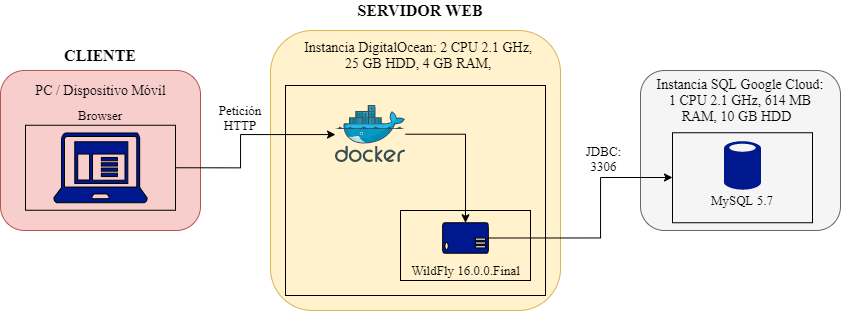 SERVIDOR WEB
CLIENTE
Instancia DigitalOcean: 2 CPU 2.1 GHz,
25 GB HDD, 4 GB RAM,
PC / Dispositivo Móvil
Browser
Petición
HTTP
docker
WildFly 16.0.0.Final
JDBC:
3306
Instancia SQL Google Cloud:
1 CPU 2.1 GHz, 614 MB
RAM, 10 GB HDD
MySQL 5.7